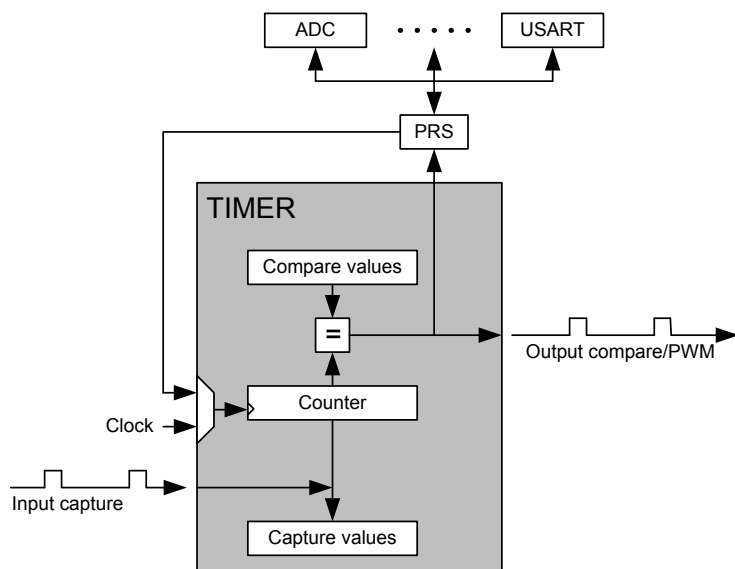 ADC
USART
PRS
TIMER
Compare values
=
Output compare/PWM
Counter
Clock
Input capture
Capture values